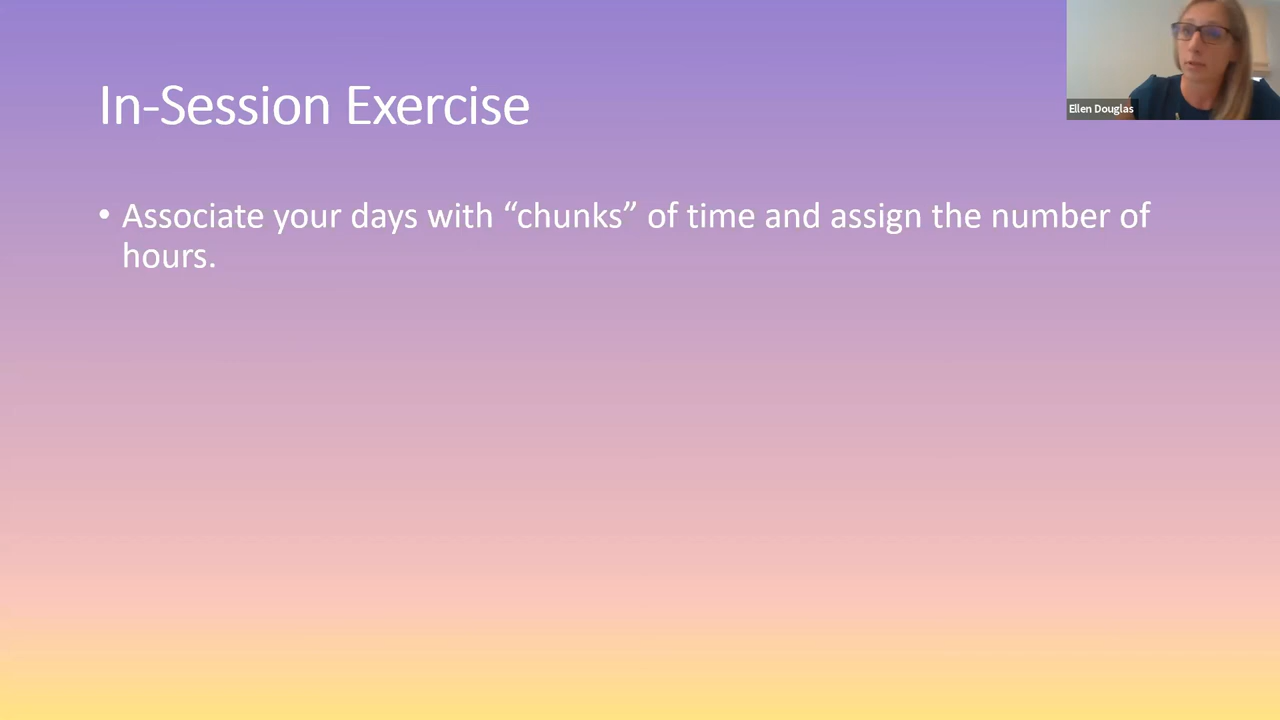 In-Session Exercise
Ellen Douglas
• Associate your days with “chunks” of time and assign the number of
hours.